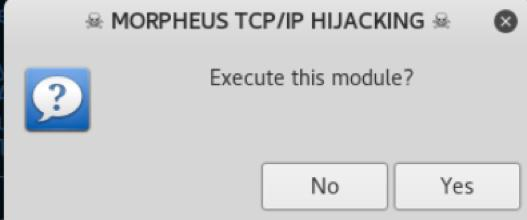 ☠ MORPHEUS TCP/IP HIJACKING ☠
Execute this module?
No Yes